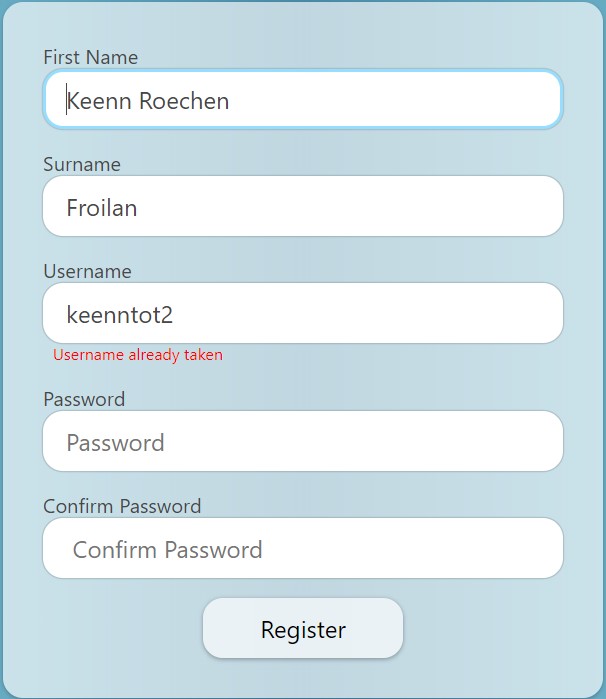 First Name
Keenn Roechen
Surname
Froilan
Username
keenntot2
Username already taken
Password
Password
Confirm Password
Confirm Password
Register